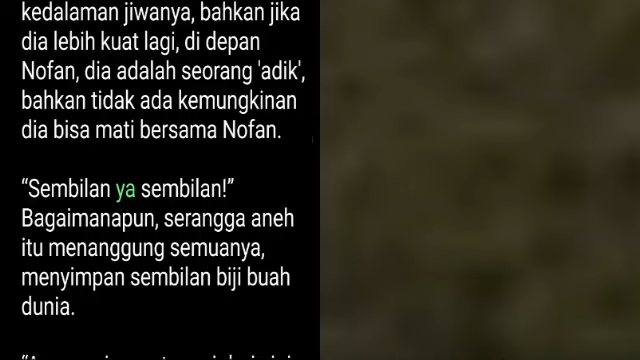 kedalaman jiwanya, bahkan jika
dia lebih kuat lagi, di depan
Nofan, dia adalah seorang 'adik',
bahkan tidak ada kemungkinan
dia bisa mati bersama Nofan.
“Sembilan ya sembilan!”
Bagaimanapun, serangga aneh
itu menanggung semuanya,
menyimpan sembilan biji buah
dunia.